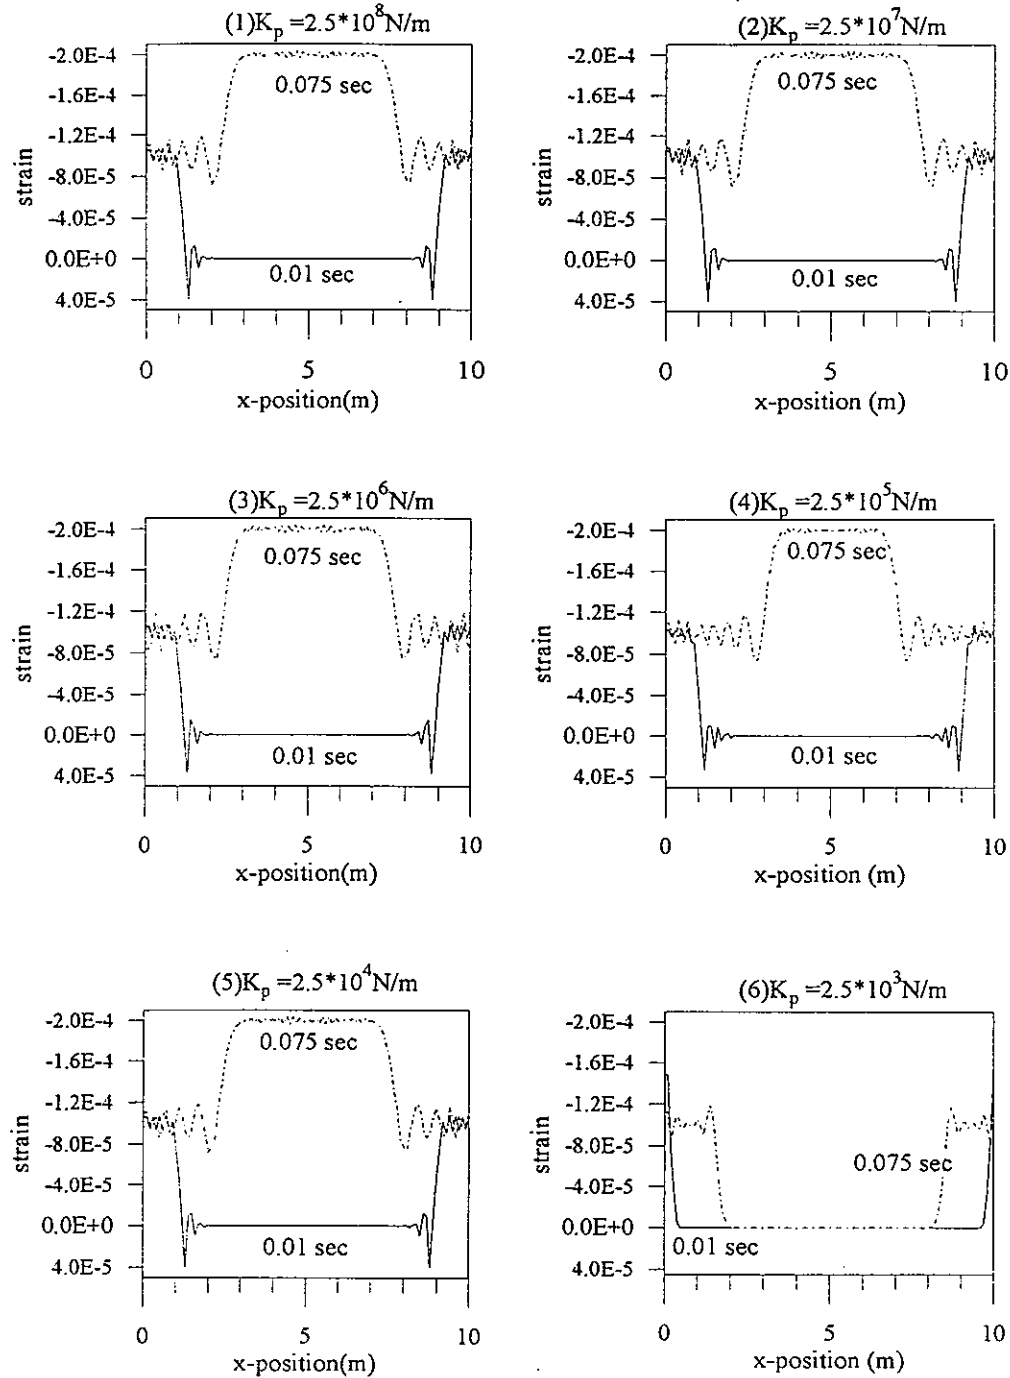 (1)Kp =2.5*10^8N/m
-2.0E-4
-1.6E-4
-1.2E-4
-8.0E-5
-4.0E-5
0.0E+0
4.0E-5
strain
0.075 sec
0.01 sec
0 5 10
x-position(m)
(2)Kp =2.5*10^7N/m
-2.0E-4
-1.6E-4
-1.2E-4
-8.0E-5
-4.0E-5
0.0E+0
4.0E-5
strain
0.075 sec
0.01 sec
0 5 10
x-position (m)
(3)Kp =2.5*10^6N/m
-2.0E-4
-1.6E-4
-1.2E-4
-8.0E-5
-4.0E-5
0.0E+0
4.0E-5
strain
0.075 sec
0.01 sec
0 5 10
x-position(m)
(4)Kp =2.5*10^5N/m
-2.0E-4
-1.6E-4
-1.2E-4
-8.0E-5
-4.0E-5
0.0E+0
4.0E-5
strain
0.075 sec
0.01 sec
0 5 10
x-position (m)
(5)Kp =2.5*10^4N/m
-2.0E-4
-1.6E-4
-1.2E-4
-8.0E-5
-4.0E-5
0.0E+0
4.0E-5
strain
0.075 sec
0.01 sec
0 5 10
x-position(m)
(6)Kp =2.5*10^3N/m
-2.0E-4
-1.6E-4
-1.2E-4
-8.0E-5
-4.0E-5
0.0E+0
4.0E-5
strain
0.075 sec
0.01 sec
0 5 10
x-position (m)